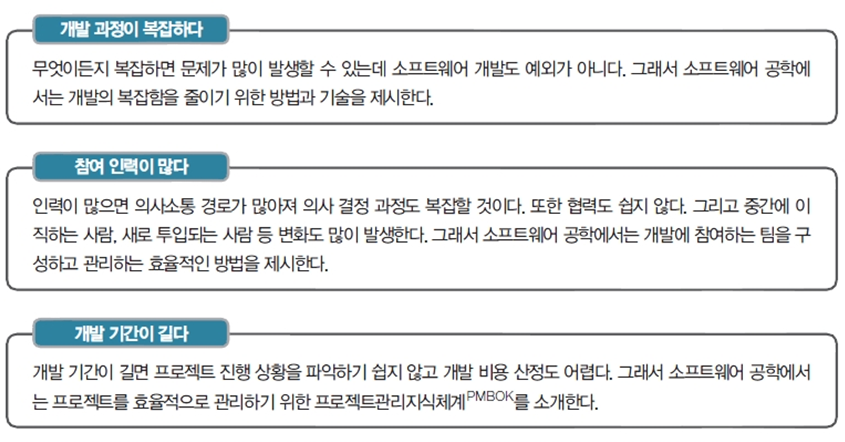 개발 과정이 복잡하다
무엇이든지 복잡하면 문제가 많이 발생할 수 있는데 소프트웨어 개발도 예외가 아니다. 그래서 소프트웨어 공학에
서는 개발의 복잡함을 줄이기 위한 방법과 기술을 제시한다.
참여 인력이 많다
인력이 많으면 의사소통 경로가 많아져 의사 결정 과정도 복잡할 것이다. 또한 협력도 쉽지 않다. 그리고 중간에 이
직하는 사람, 새로 투입되는 사람 등 변화도 많이 발생한다. 그래서 소프트웨어 공학에서는 개발에 참여하는 팀을 구
성하고 관리하는 효율적인 방법을 제시한다.
개발 기간이 길다
개발 기간이 길면 프로젝트 진행 상황을 파악하기 쉽지 않고 개발 비용 산정도 어렵다. 그래서 소프트웨어 공학에서
는 프로젝트를 효율적으로 관리하기 위한 프로젝트관리지식체계PMBOK를 소개한다.